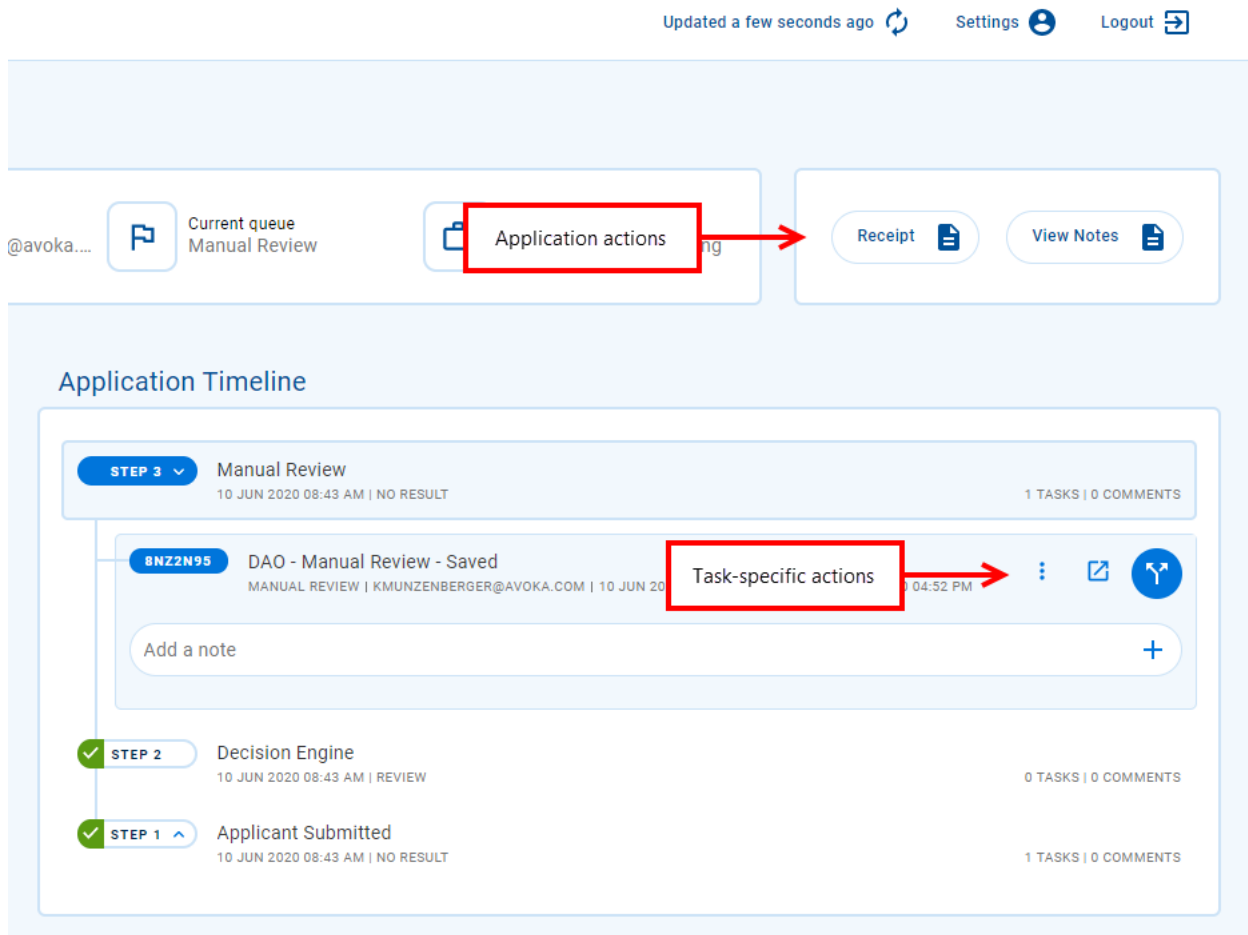 Updated a few seconds ago Settings Logout
Current queue
@avoka.... Manual Review Application actions ng Receipt View Notes
Application Timeline
STEP 3 Manual Review
10 JUN 2020 08:43 AM | NO RESULT 1 TASKS | 0 COMMENTS
8NZ2N95 DAO - Manual Review - Saved
MANUAL REVIEW | KMUNZENBERGER@AVOKA.COM | 10 JUN 20 Task-specific actions 0 04:52 PM
Add a note
STEP 2 Decision Engine
10 JUN 2020 08:43 AM | REVIEW 0 TASKS | 0 COMMENTS
STEP 1 Applicant Submitted
10 JUN 2020 08:43 AM | NO RESULT 1 TASKS | 0 COMMENTS